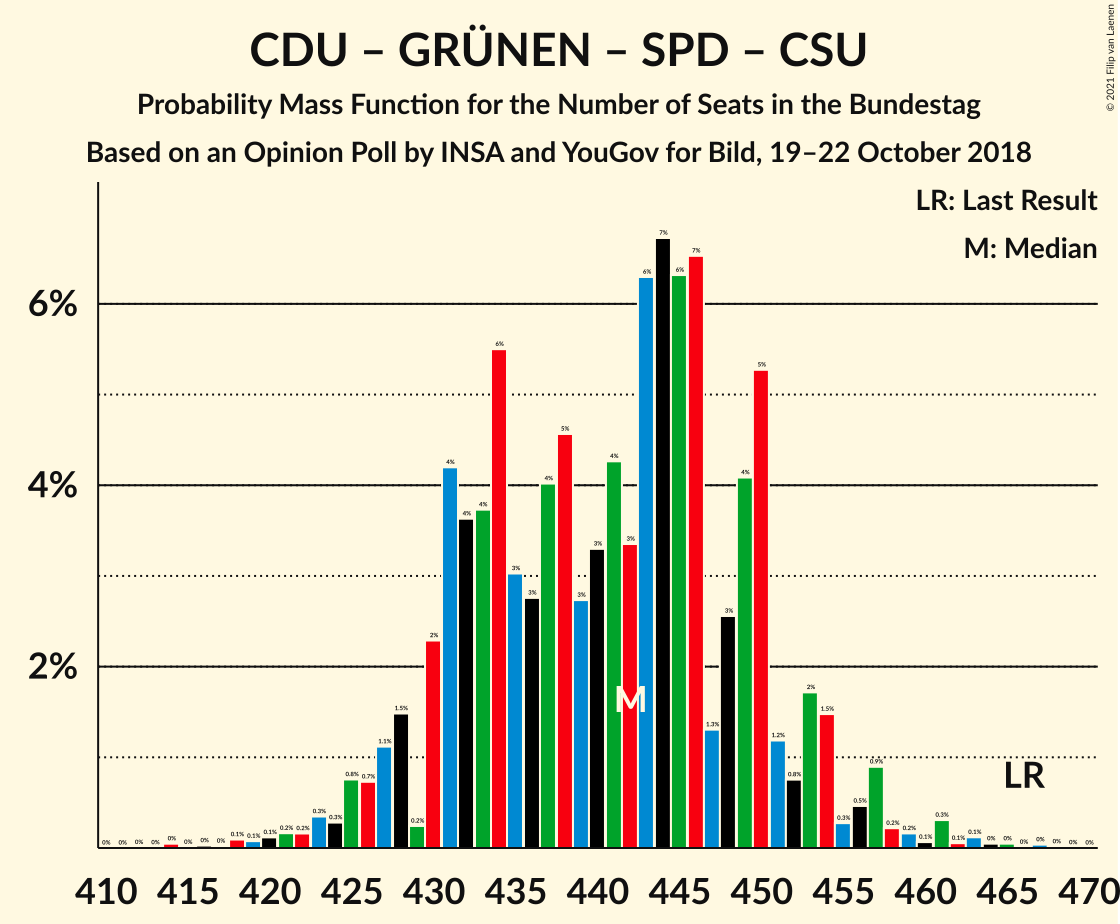 CDU – GRÜNEN – SPD – CSU
Probability Mass Function for the Number of Seats in the Bundestag
Based on an Opinion Poll by INSA and YouGov for Bild, 19–22 October 2018
© 2021 Filip van Laenen
LR: Last Result
M: Median
6%
4%
2%
0% 0% 0% 0% 0% 0% 0% 0% 0.1% 0.1% 0.1% 0.2% 0.2% 0.3% 0.3% 0.8% 0.7% 1.1% 1.5% 0.2% 2% 4% 4% 4% 6% 3% 3% 4% 5% 3% 3% 4% 3% 6% 7% 6% 7% 1.3% 3% 4% 5% 1.2% 0.8% 2% 1.5% 0.3% 0.5% 0.9% 0.2% 0.2% 0.1% 0.3% 0.1% 0.1% 0% 0% 0% 0% 0% 0% 0%
M
LR
410 415 420 425 430 435 440 445 450 455 460 465 470